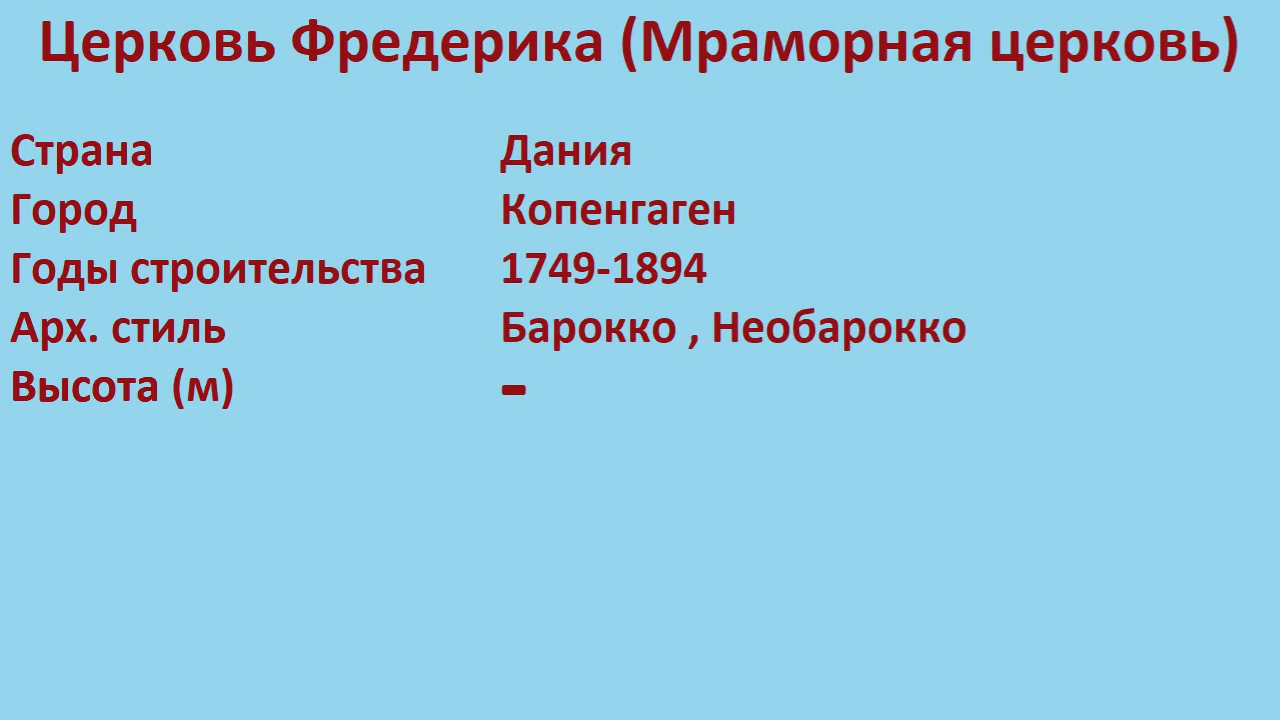 Церковь Фредерика (Мраморная церковь)
Страна Дания
Город Копенгаген
Годы строительства 1749-1894
Арх. стиль Барокко , Необарокко
Высота (м) -